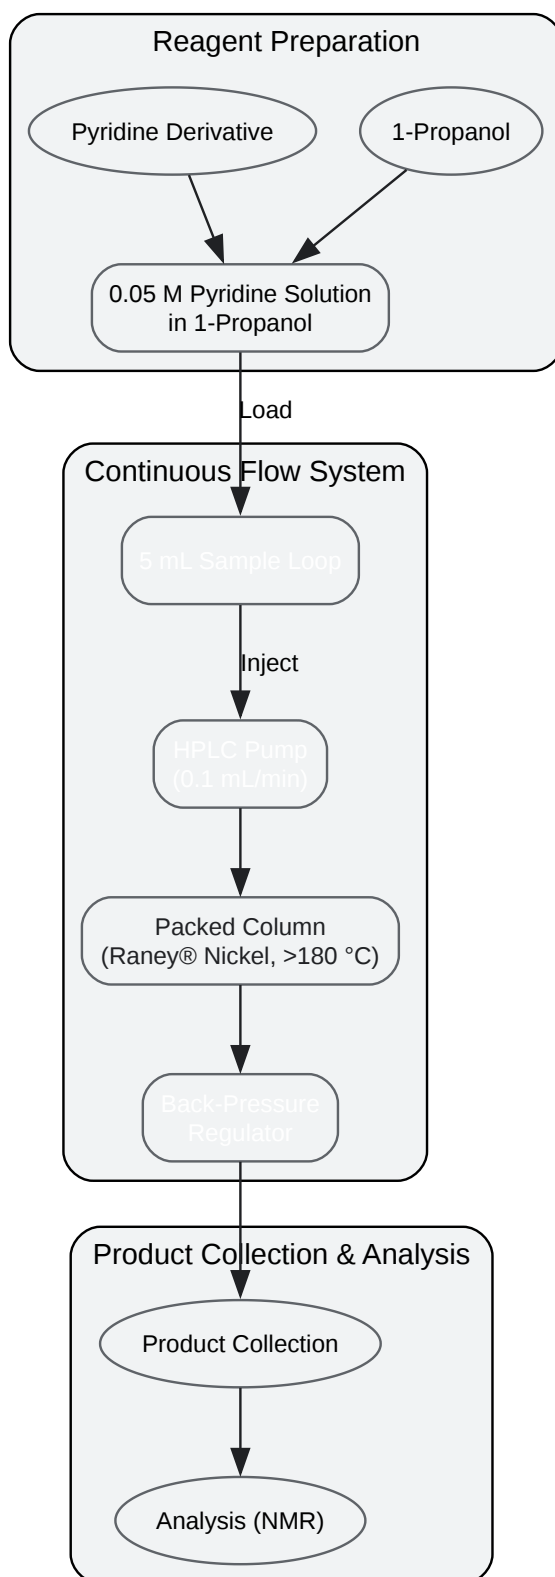 Reagent Preparation
Pyridine Derivative
1-Propanol
0.05 M Pyridine Solution
in 1-Propanol
Load
Continuous Flow System
5 mL Sample Loop
Inject
HPLC Pump
(0.1 mL/min)
Packed Column
(Raney® Nickel, >180 °C)
Back-Pressure
Regulator
Product Collection & Analysis
Product Collection
Analysis (NMR)